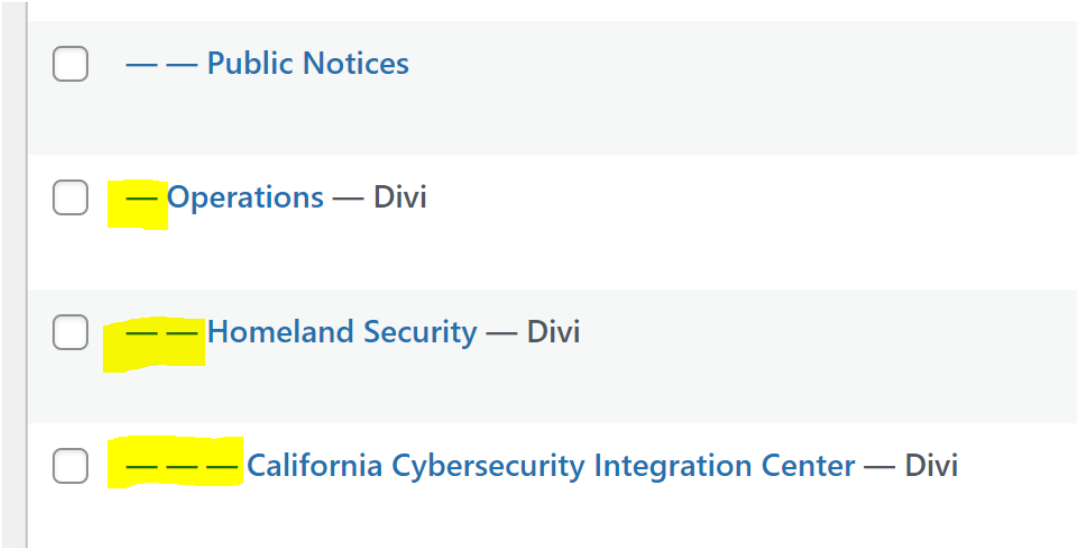 — — Public Notices
— Operations — Divi
— — Homeland Security — Divi
— — — California Cybersecurity Integration Center — Divi